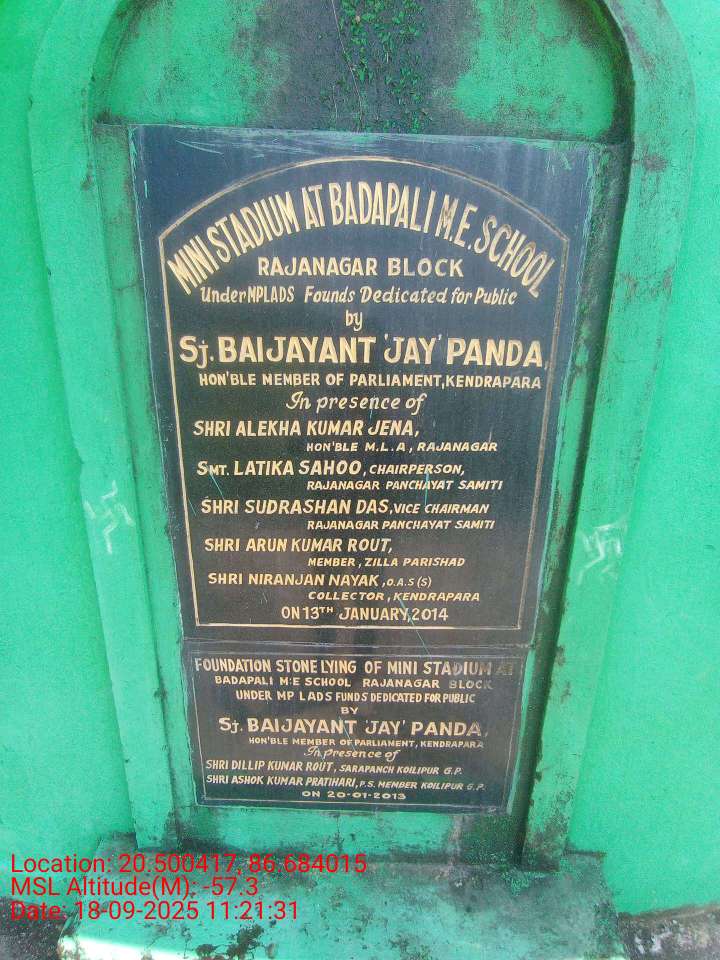 MINI STADIUM AT BADAPALI M.E. SCHOOL
RAJANAGAR BLOCK
Under MPLADS Founds Dedicated for Public
by
Sj. BAIJAYANT 'JAY' PANDA,
HON'BLE MEMBER OF PARLIAMENT, KENDRAPARA
In presence of
SHRI ALEKHA KUMAR JENA,
HON'BLE M.L.A, RAJANAGAR
SMT. LATIKA SAHOO, CHAIRPERSON,
RAJANAGAR PANCHAYAT SAMITI
SHRI SUDRASHAN DAS, VICE CHAIRMAN
RAJANAGAR PANCHAYAT SAMITI
SHRI ARUN KUMAR ROUT,
MEMBER, ZILLA PARISHAD
SHRI NIRANJAN NAYAK, O.A.S (S)
COLLECTOR, KENDRAPARA
ON 13TH JANUARY, 2014
FOUNDATION STONE LYING OF MINI STADIUM AT
BADAPALI M.E SCHOOL RAJANAGAR BLOCK
UNDER MP LADS FUNDS DEDICATED FOR PUBLIC
BY
Sj. BAIJAYANT 'JAY' PANDA,
HON'BLE MEMBER OF PARLIAMENT, KENDRAPARA
In presence of
SHRI DILLIP KUMAR ROUT, SARAPANCH KOILIPUR G.P.
SHRI ASHOK KUMAR PRATIHARI, P.S. MEMBER KOILIPUR G.P.
ON 20-01-2013
Location: 20.500417, 86.684015
MSL Altitude(M): -57.3
Date: 18-09-2025 11:21:31